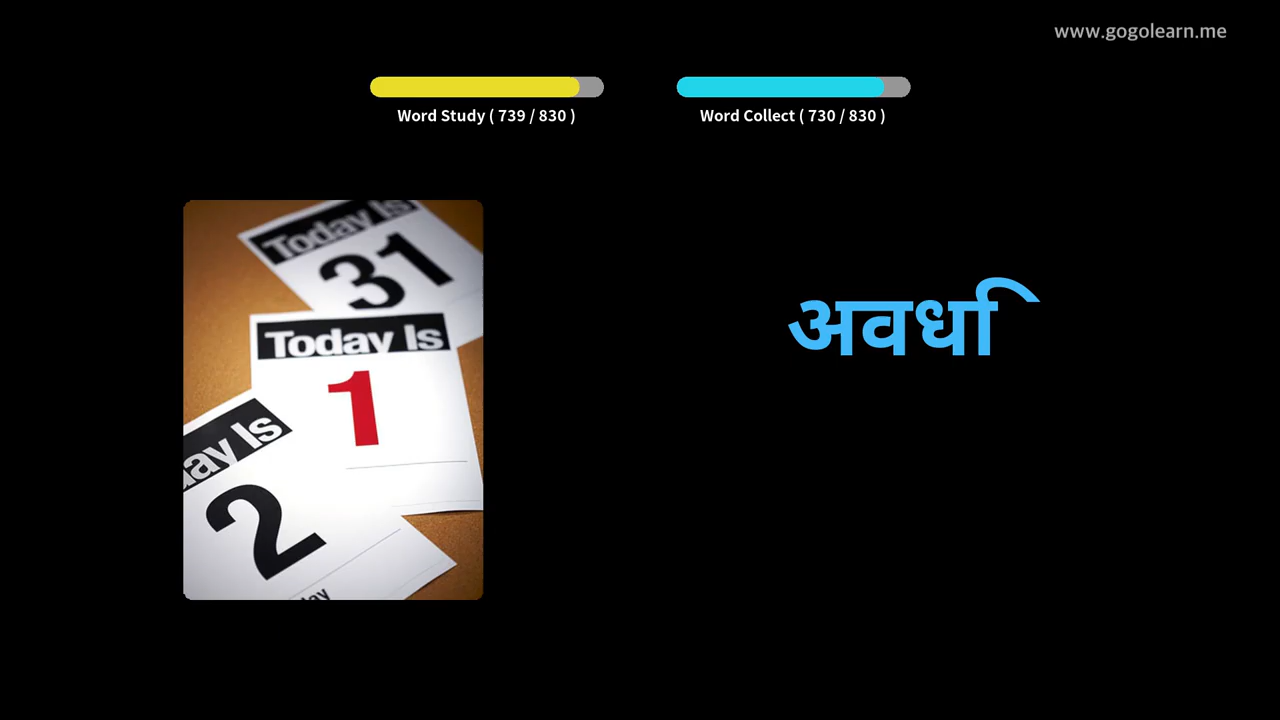 www.gogolearn.me
Word Study ( 739 / 830 )
Word Collect ( 730 / 830 )
Today Is
31
Today Is
1
ay Is
2
अवधि